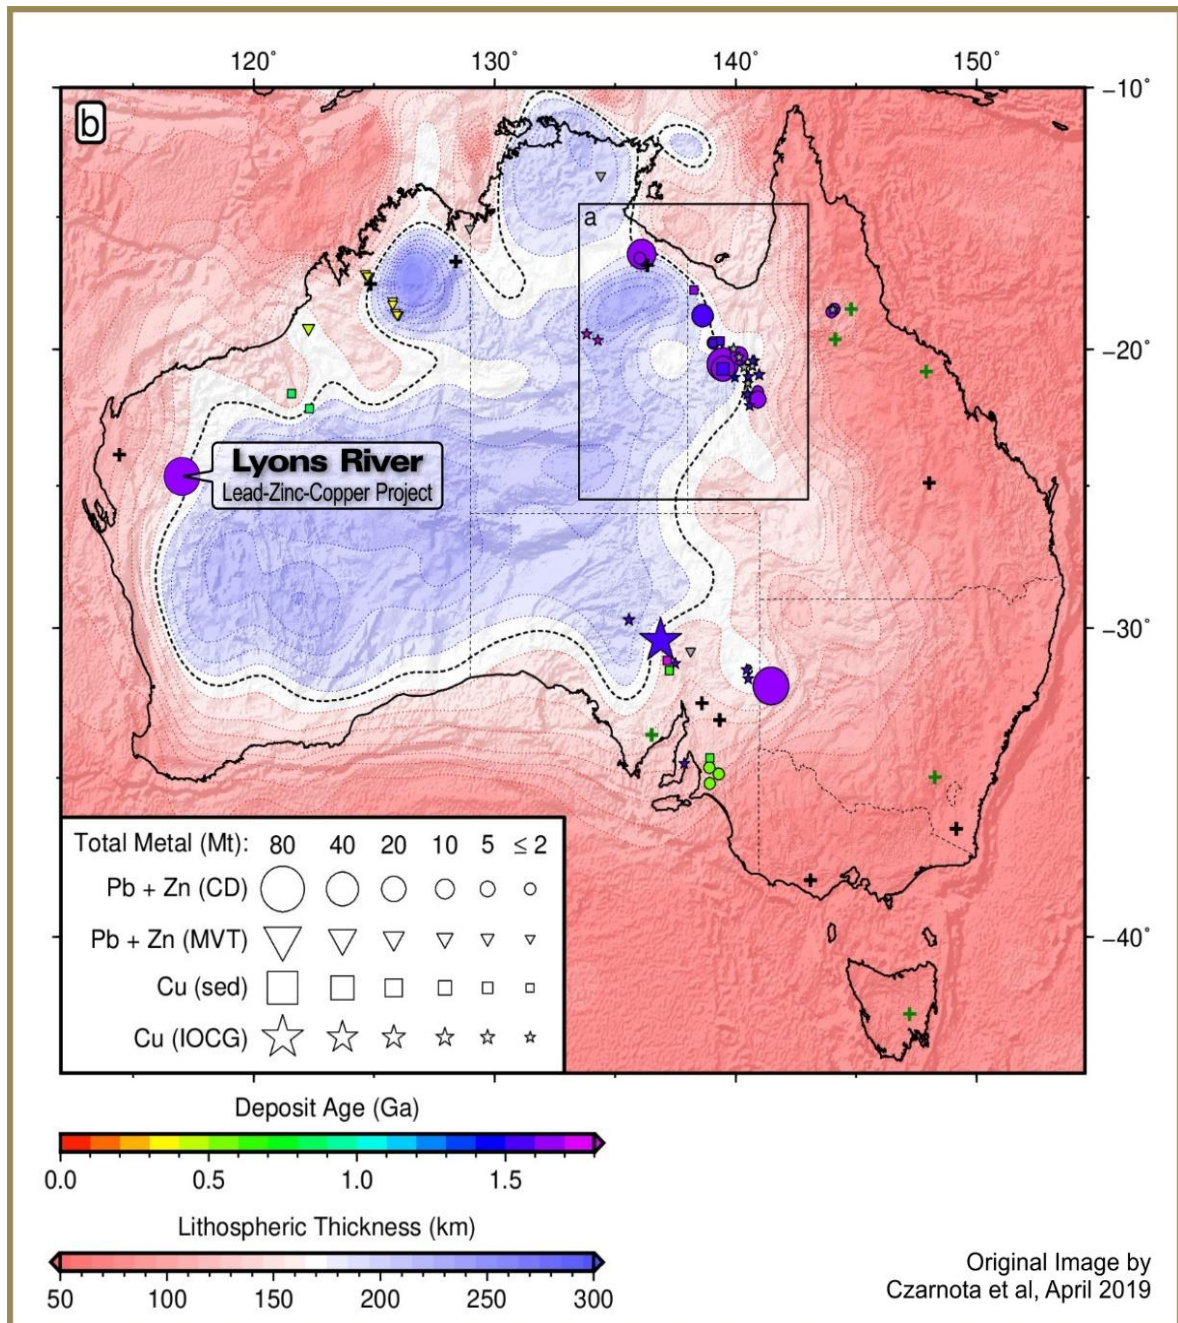 120° 130° 140° 150°
b
−10°
a
−20°
Lyons River
Lead-Zinc-Copper Project
−30°
Total Metal (Mt): 80 40 20 10 5 ≤ 2
Pb + Zn (CD)
Pb + Zn (MVT)
−40°
Cu (sed)
Cu (IOCG)
Deposit Age (Ga)
0.0 0.5 1.0 1.5
Lithospheric Thickness (km)
50 100 150 200 250 300
Original Image by
Czarnota et al, April 2019